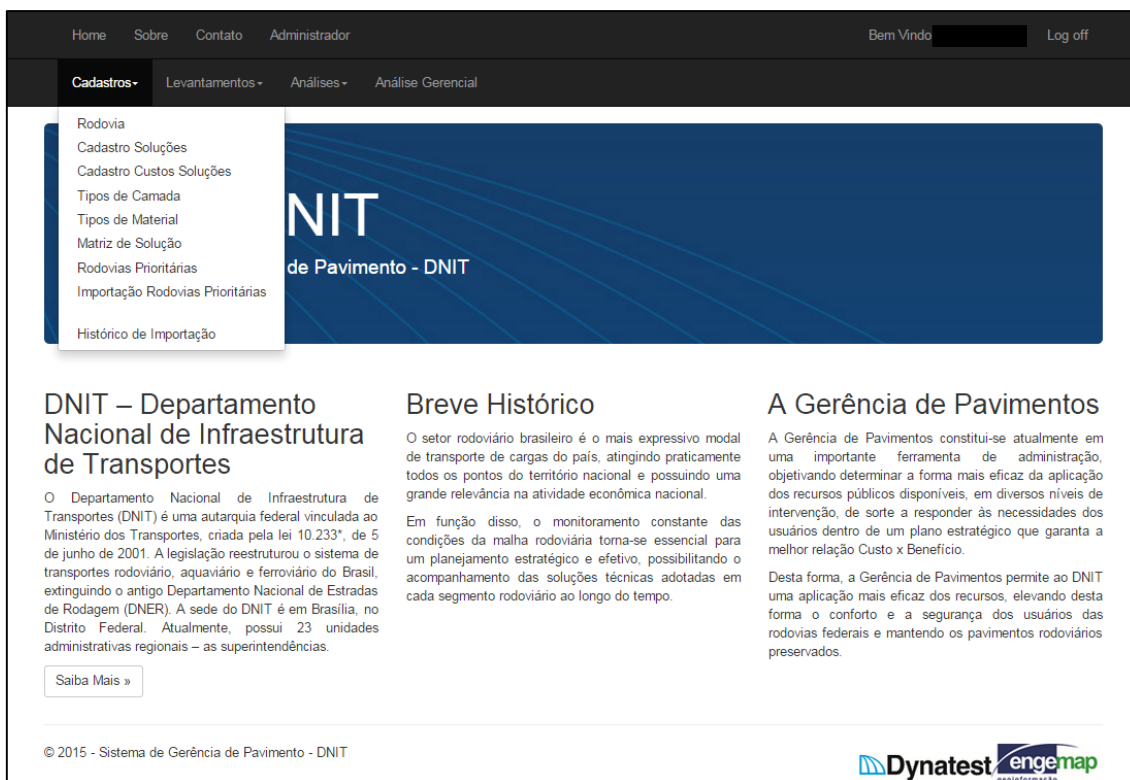 Home Sobre Contato Administrador Bem Vindo Log off
Cadastros Levantamentos Análises Análise Gerencial
Rodovia
Cadastro Soluções
Cadastro Custos Soluções
Tipos de Camada
Tipos de Material
Matriz de Solução
Rodovias Prioritárias
Importação Rodovias Prioritárias
Histórico de Importação
NIT
de Pavimento - DNIT
DNIT – Departamento
Nacional de Infraestrutura
de Transportes
O Departamento Nacional de Infraestrutura de
Transportes (DNIT) é uma autarquia federal vinculada ao
Ministério dos Transportes, criada pela lei 10.233*, de 5
de junho de 2001. A legislação reestruturou o sistema de
transportes rodoviário, aquaviário e ferroviário do Brasil,
extinguindo o antigo Departamento Nacional de Estradas
de Rodagem (DNER). A sede do DNIT é em Brasília, no
Distrito Federal. Atualmente, possui 23 unidades
administrativas regionais – as superintendências.
Saiba Mais »
Breve Histórico
O setor rodoviário brasileiro é o mais expressivo modal
de transporte de cargas do país, atingindo praticamente
todos os pontos do território nacional e possuindo uma
grande relevância na atividade econômica nacional.
Em função disso, o monitoramento constante das
condições da malha rodoviária torna-se essencial para
um planejamento estratégico e efetivo, possibilitando o
acompanhamento das soluções técnicas adotadas em
cada segmento rodoviário ao longo do tempo.
A Gerência de Pavimentos
A Gerência de Pavimentos constitui-se atualmente em
uma importante ferramenta de administração,
objetivando determinar a forma mais eficaz da aplicação
dos recursos públicos disponíveis, em diversos níveis de
intervenção, de sorte a responder às necessidades dos
usuários dentro de um plano estratégico que garanta a
melhor relação Custo x Benefício.
Desta forma, a Gerência de Pavimentos permite ao DNIT
uma aplicação mais eficaz dos recursos, elevando desta
forma o conforto e a segurança dos usuários das
rodovias federais e mantendo os pavimentos rodoviários
preservados.
© 2015 - Sistema de Gerência de Pavimento - DNIT
Dynatest engemap
geoinformação